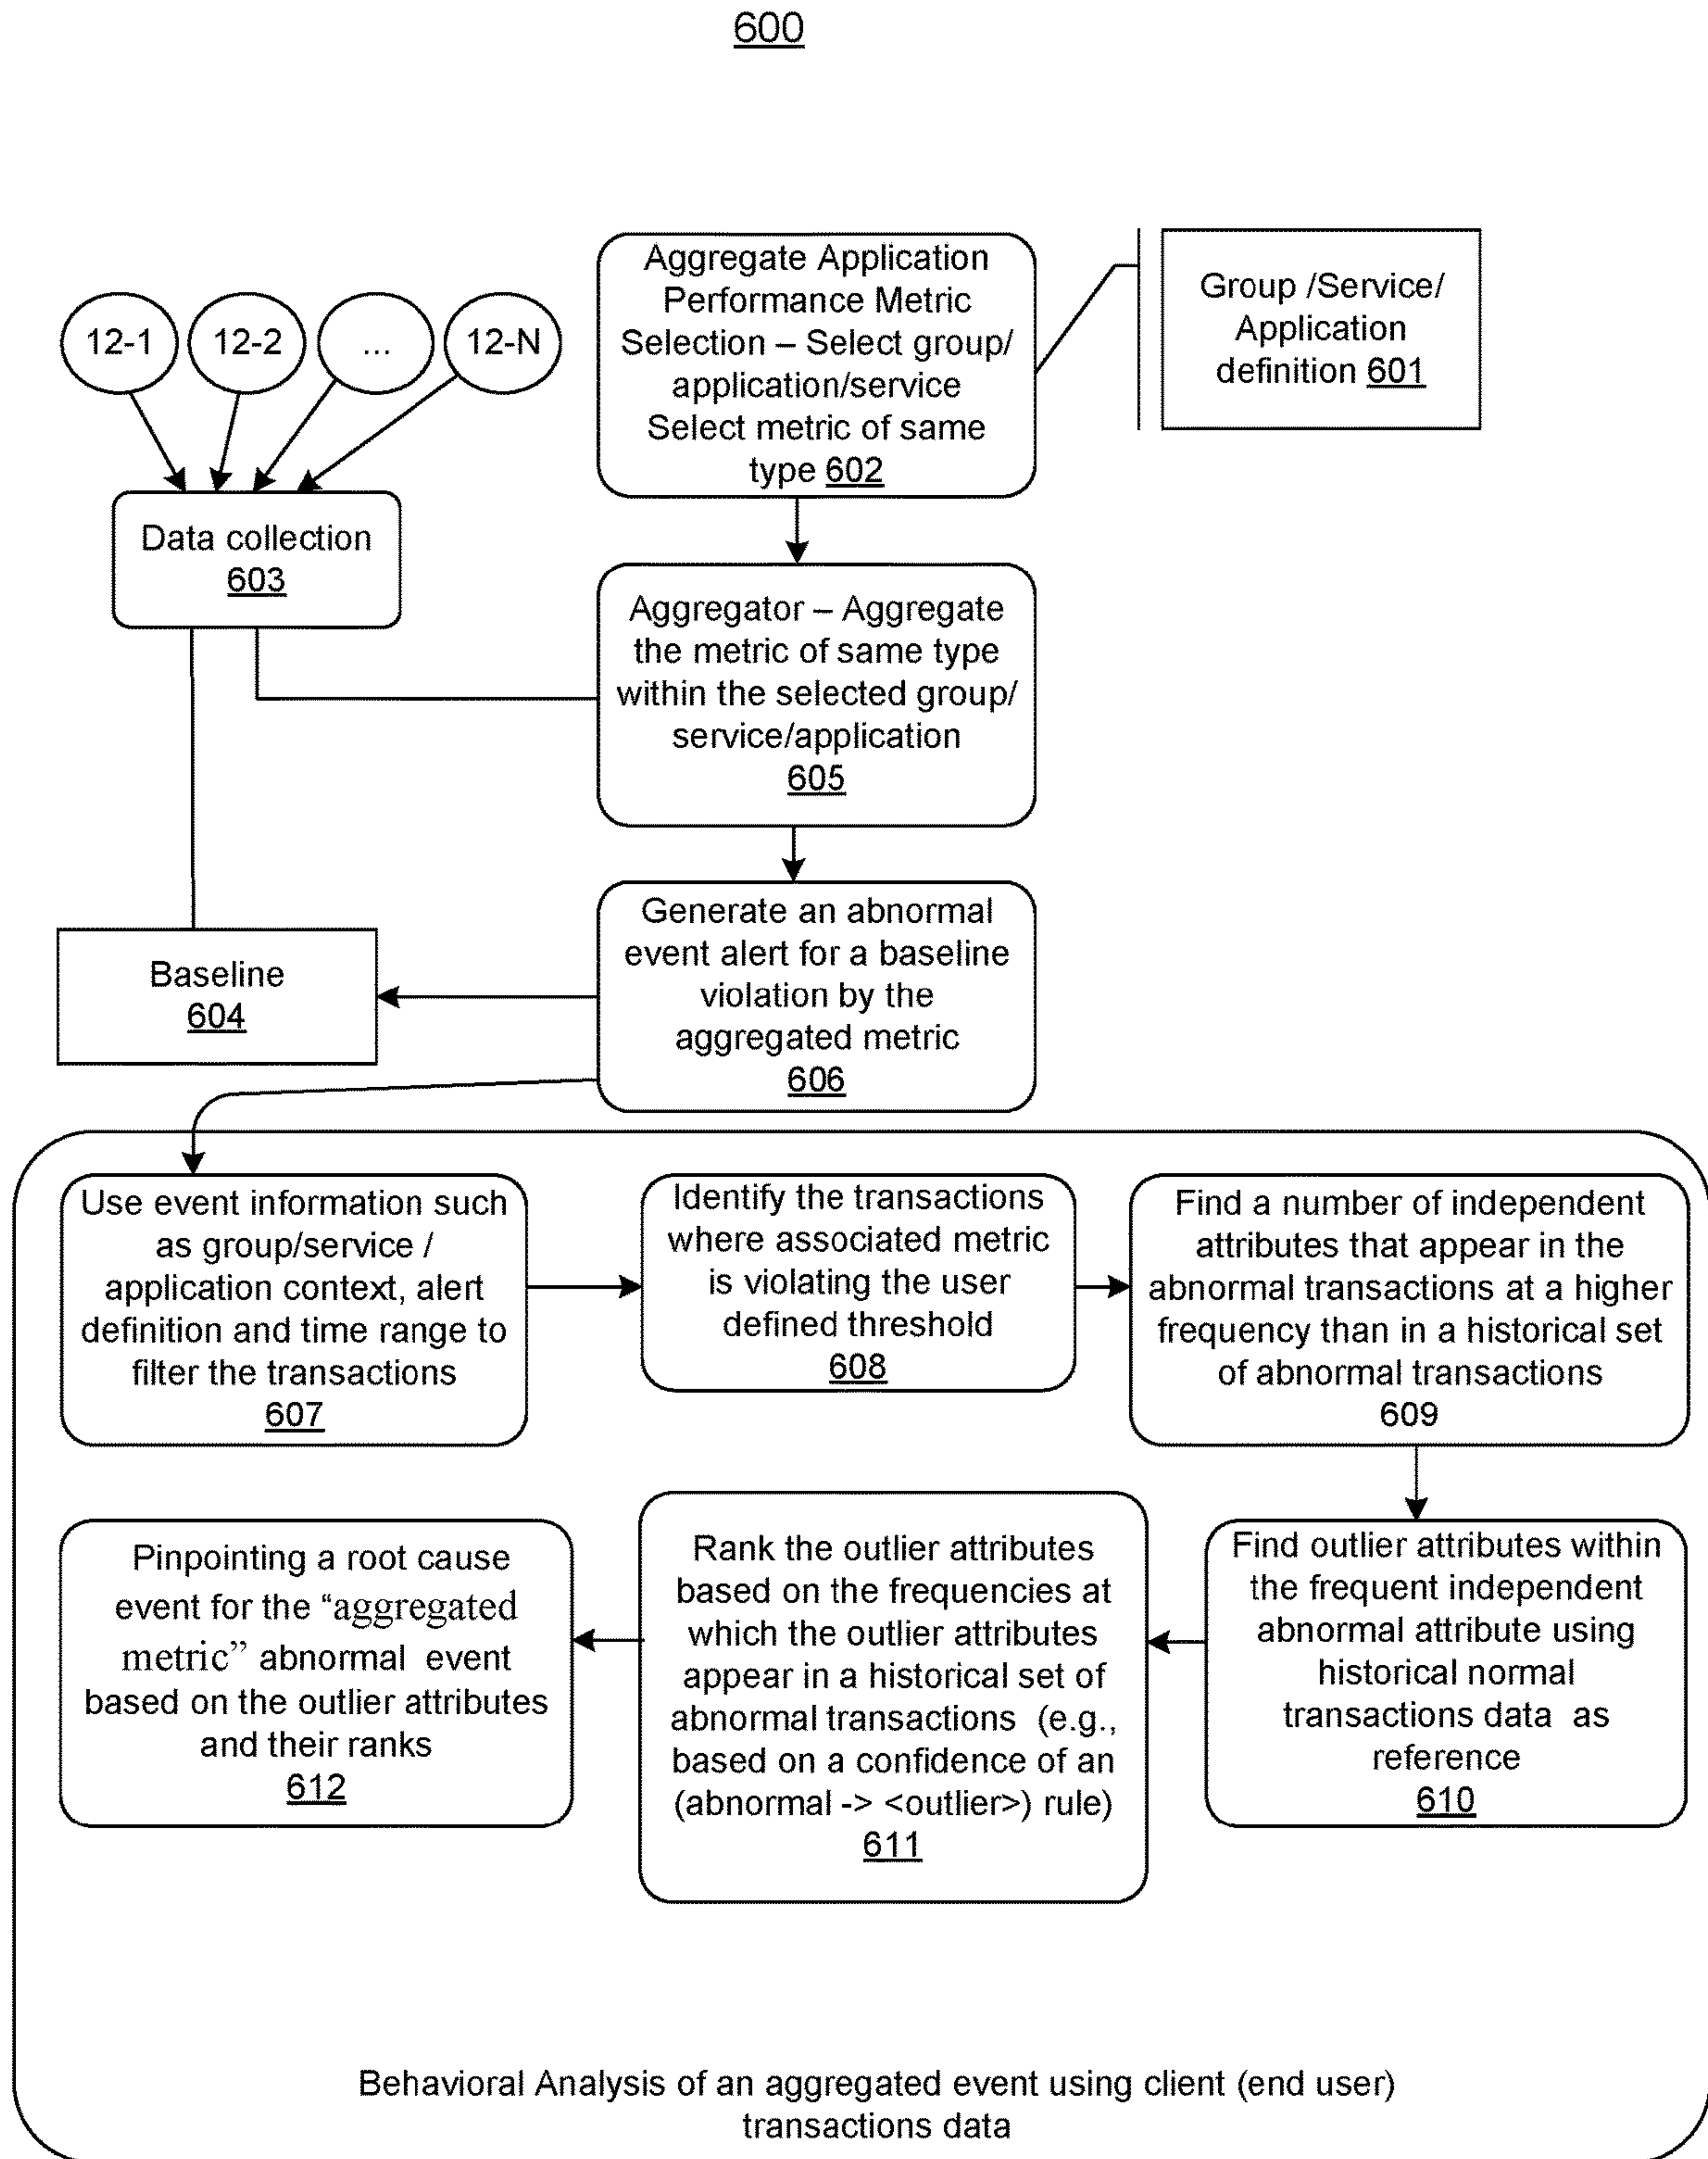 600
Aggregate Application
Performance Metric
Selection – Select group/
application/service
Select metric of same
type 602
Group /Service/
Application
definition 601
12-1
12-2
...
12-N
Data collection
603
Aggregator – Aggregate
the metric of same type
within the selected group/
service/application
605
Generate an abnormal
event alert for a baseline
violation by the
aggregated metric
606
Baseline
604
Use event information such
as group/service /
application context, alert
definition and time range to
filter the transactions
607
Identify the transactions
where associated metric
is violating the user
defined threshold
608
Find a number of independent
attributes that appear in the
abnormal transactions at a higher
frequency than in a historical set
of abnormal transactions
609
Find outlier attributes within
the frequent independent
abnormal attribute using
historical normal
transactions data as
reference
610
Rank the outlier attributes
based on the frequencies at
which the outlier attributes
appear in a historical set of
abnormal transactions (e.g.,
based on a confidence of an
(abnormal -> <outlier>) rule)
611
Pinpointing a root cause
event for the “aggregated
metric” abnormal event
based on the outlier attributes
and their ranks
612
Behavioral Analysis of an aggregated event using client (end user)
transactions data